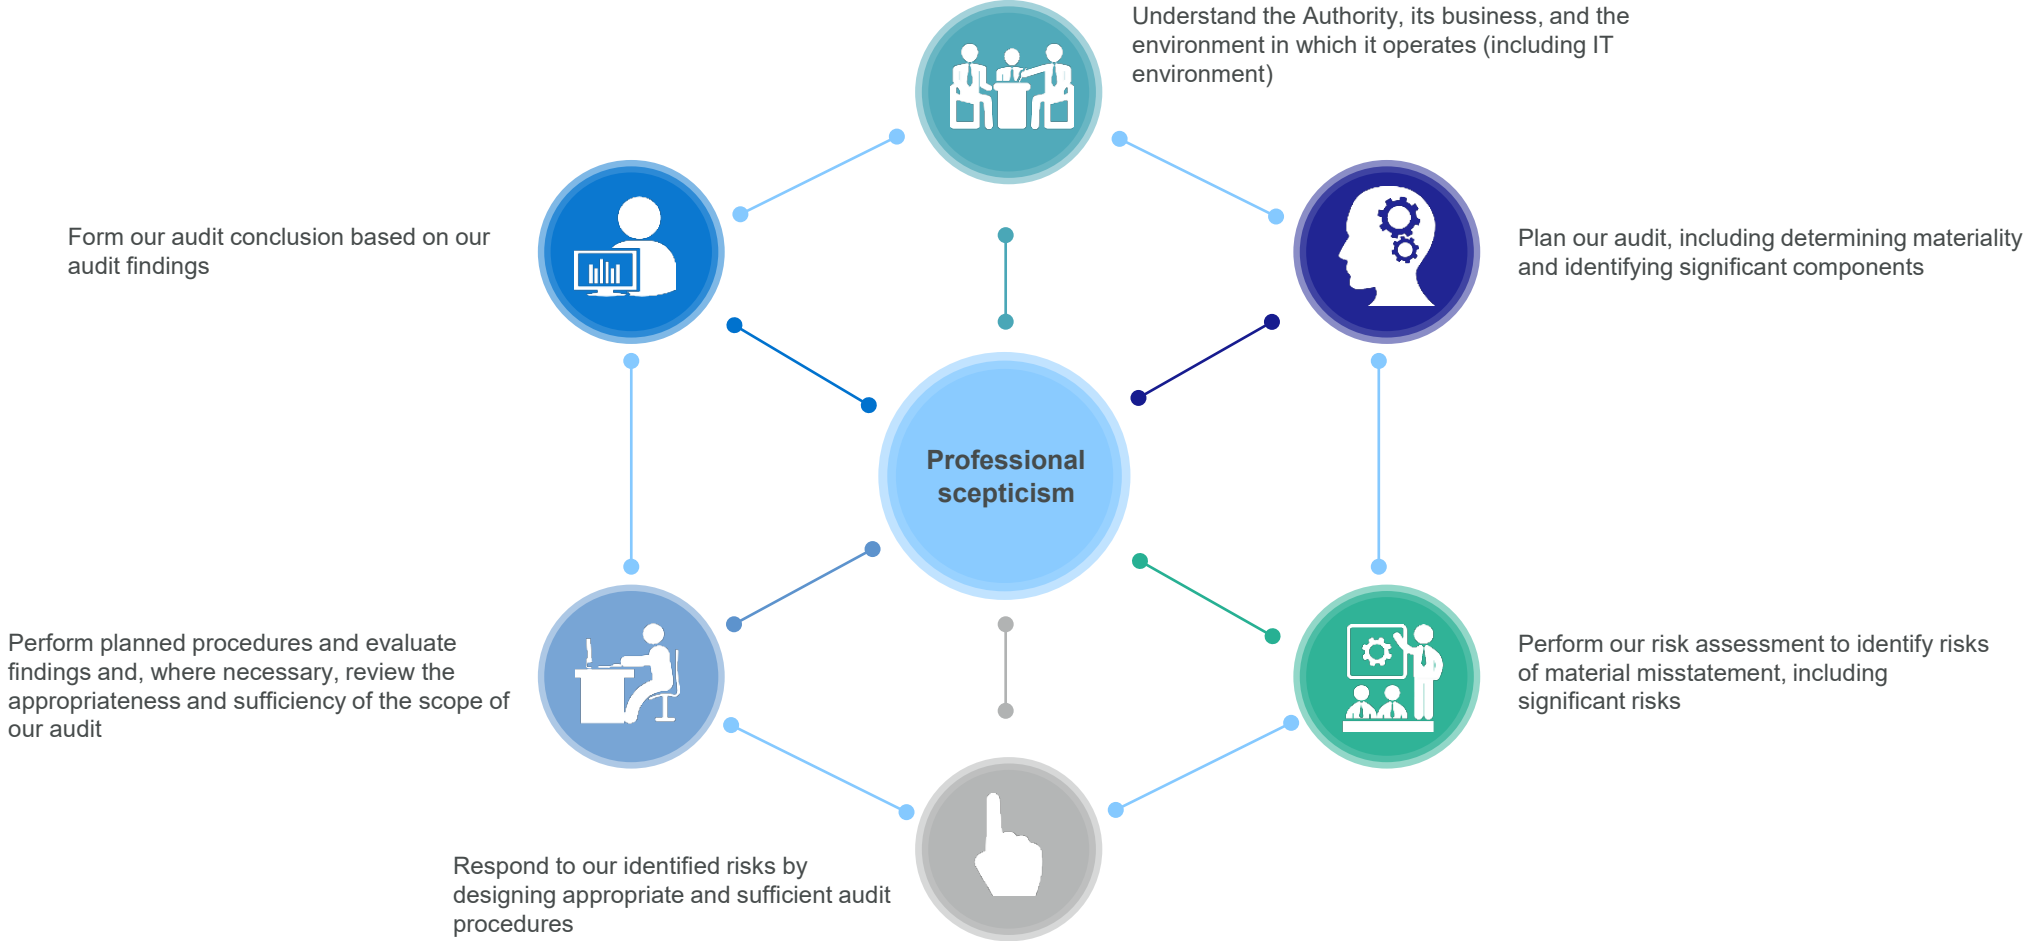 Understand the Authority, its business, and the
environment in which it operates (including IT
environment)
Plan our audit, including determining materiality
and identifying significant components
Perform our risk assessment to identify risks
of material misstatement, including
significant risks
Respond to our identified risks by
designing appropriate and sufficient audit
procedures
Perform planned procedures and evaluate
findings and, where necessary, review the
appropriateness and sufficiency of the scope of
our audit
Form our audit conclusion based on our
audit findings
Professional
scepticism